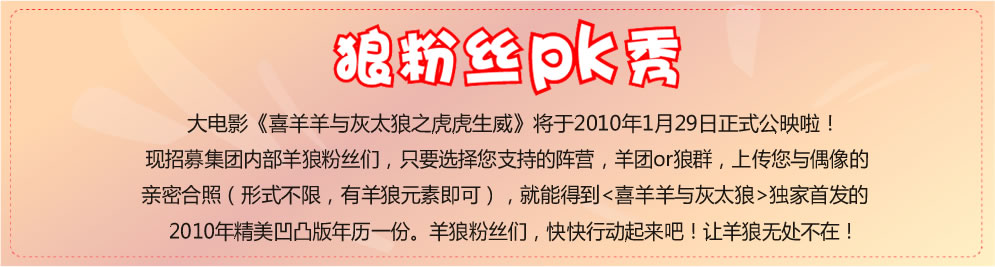 狼粉丝pk秀
大电影《喜羊羊与灰太狼之虎虎生威》将于2010年1月29日正式公映啦！
现招募集团内部羊狼粉丝们，只要选择您支持的阵营，羊团or狼群，上传您与偶像的
亲密合照（形式不限，有羊狼元素即可），就能得到<喜羊羊与灰太狼>独家首发的
2010年精美凹凸版年历一份。羊狼粉丝们，快快行动起来吧！让羊狼无处不在！